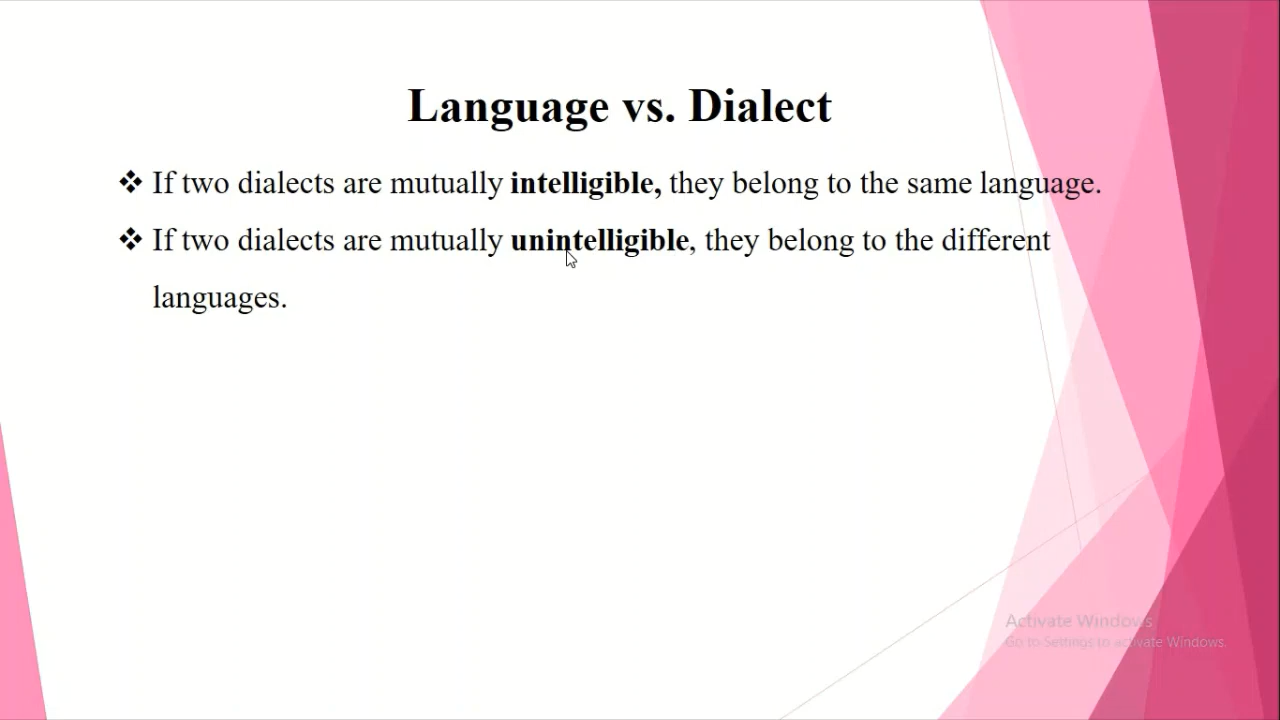 Language vs. Dialect
❖ If two dialects are mutually intelligible, they belong to the same language.
❖ If two dialects are mutually unintelligible, they belong to the different
languages.
Activate Windows
Go to Settings to activate Windows.